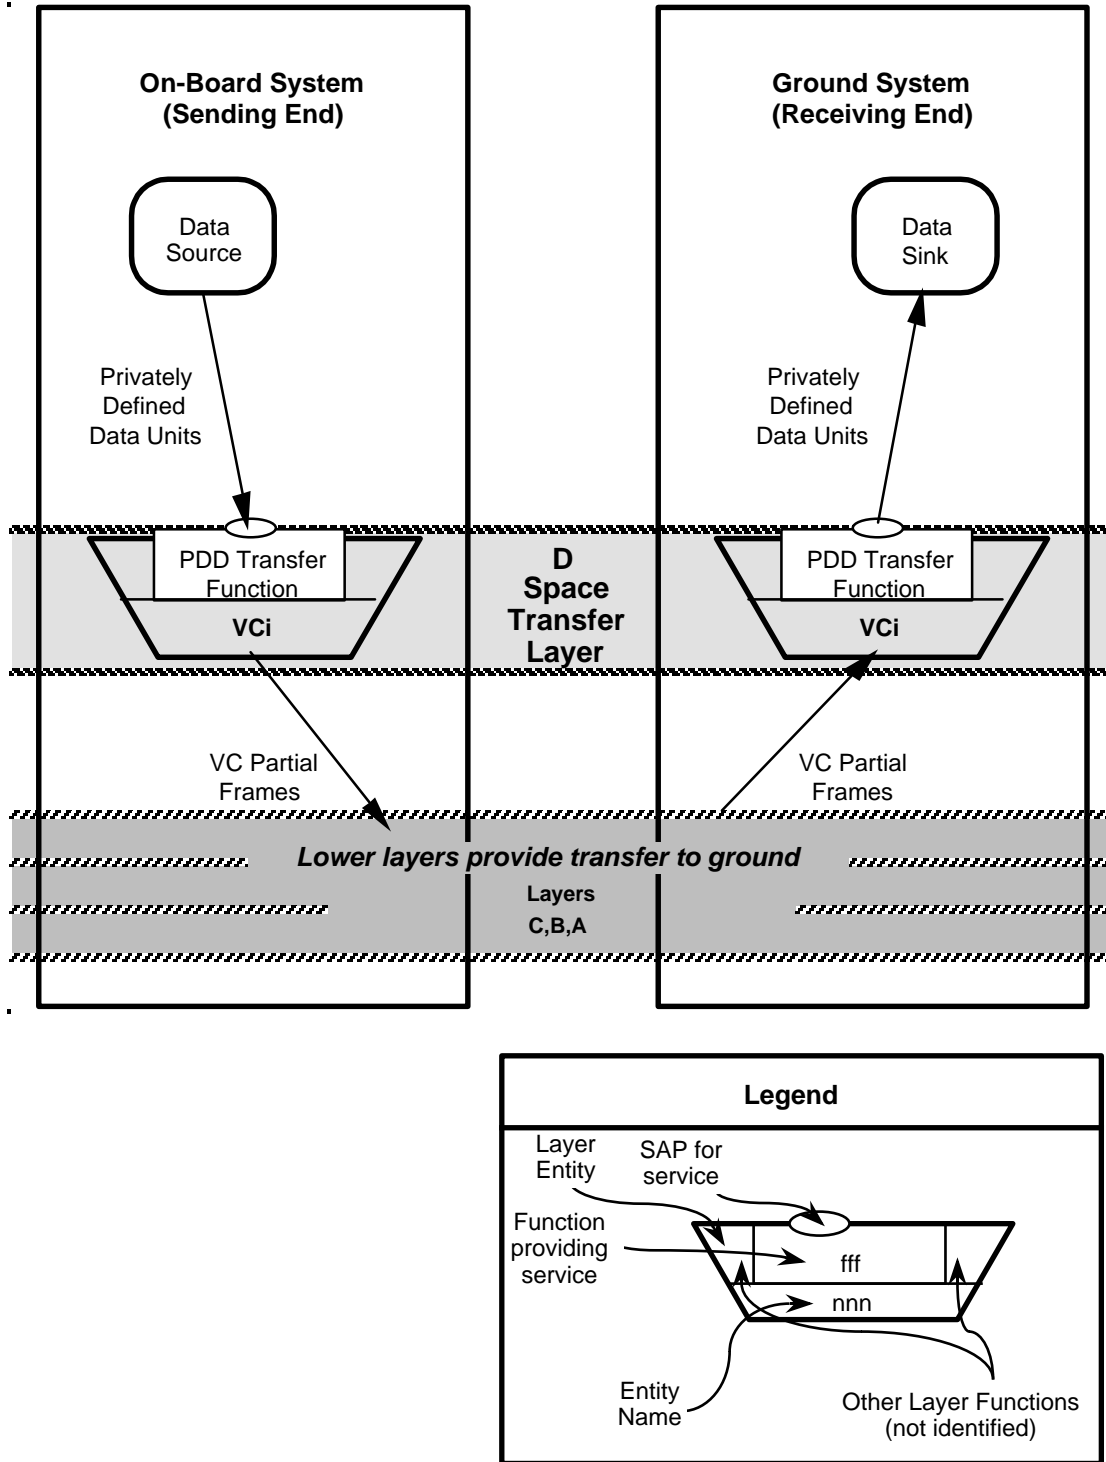 On-Board System
(Sending End)
Ground System
(Receiving End)
Data
Source
Data
Sink
Privately
Defined
Data Units
Privately
Defined
Data Units
PDD Transfer
Function
VCi
D
Space
Transfer
Layer
PDD Transfer
Function
VCi
VC Partial
Frames
VC Partial
Frames
Lower layers provide transfer to ground
Layers
C,B,A
Legend
Layer
Entity
SAP for
service
Function
providing
service
fff
nnn
Entity
Name
Other Layer Functions
(not identified)